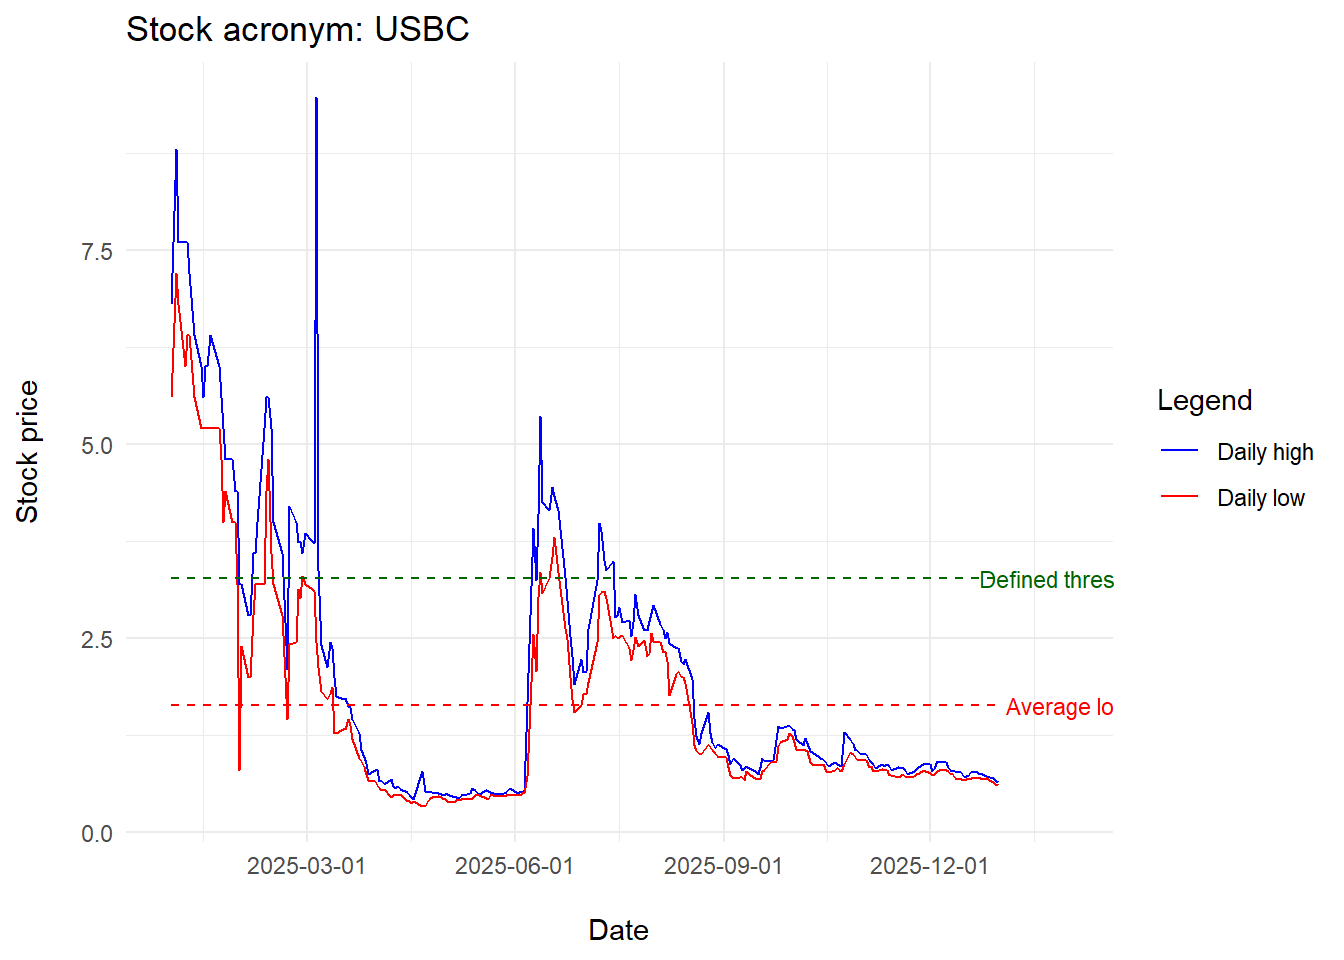 Stock acronym: USBC
Stock price
7.5
5.0
2.5
0.0
Defined thres
Average lo
2025-03-01
2025-06-01
2025-09-01
2025-12-01
Date
Legend
Daily high
Daily low